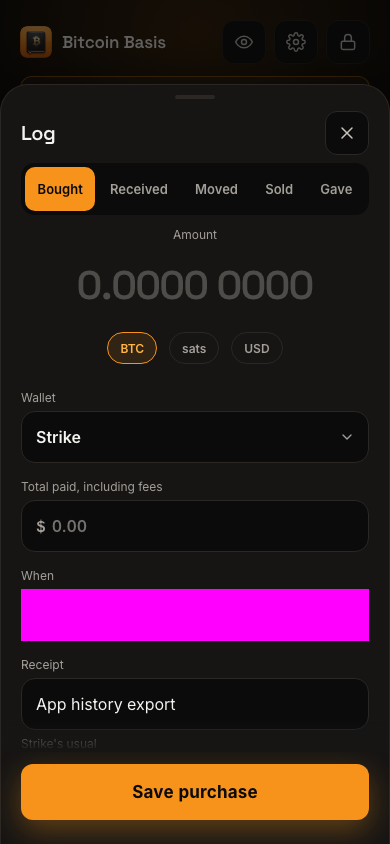 Bitcoin Basis
Log
Bought Received Moved Sold Gave
Amount
0.0000 0000
BTC sats USD
Wallet
Strike
Total paid, including fees
$ 0.00
When
Receipt
App history export
Strike's usual
Save purchase